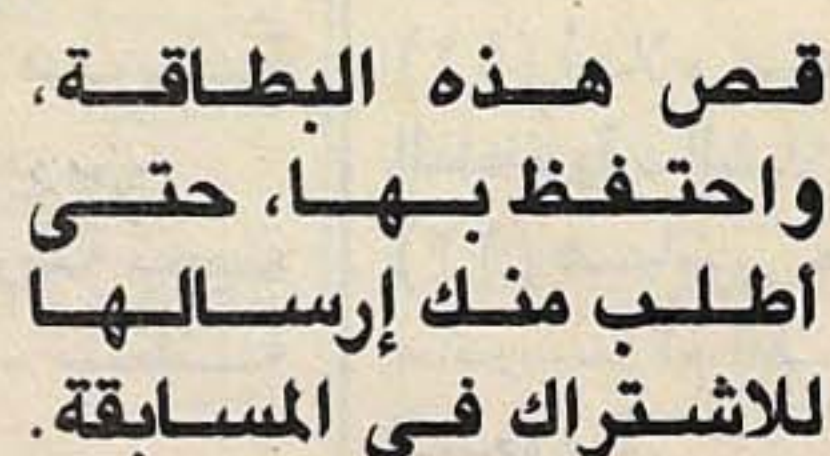 قص هذه البطاقة،
واحتفظ بها، حتى
أطلب منك إرسالها
للاشتراك في المسابقة.